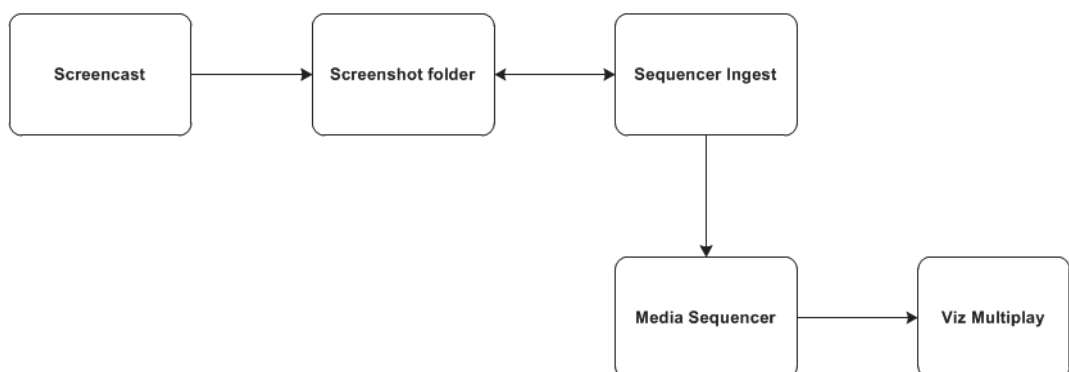 Screencast
Screenshot folder
Sequencer Ingest
Media Sequencer
Viz Multiplay